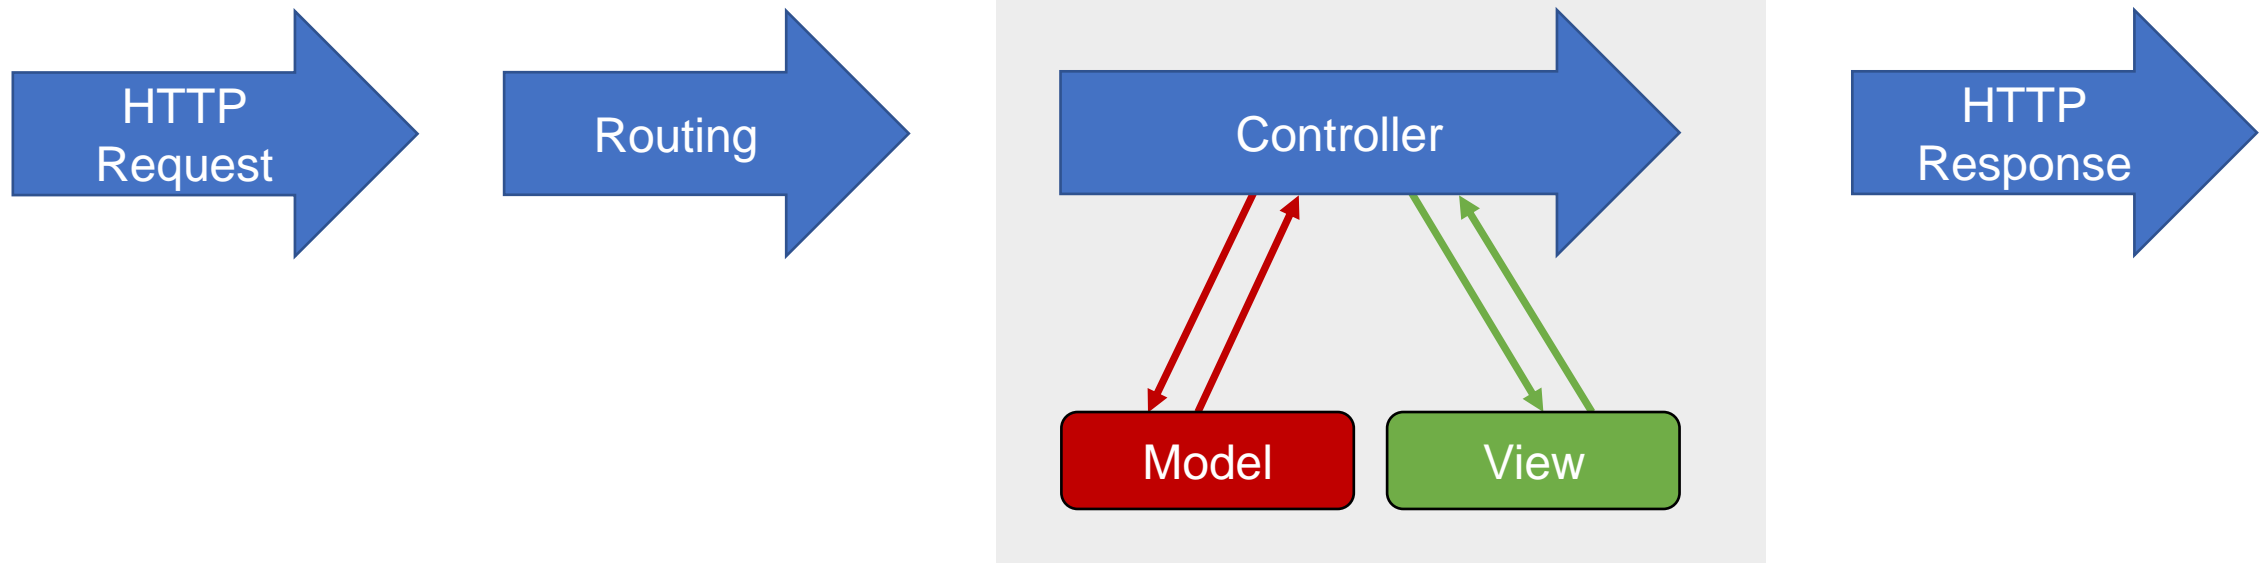 HTTP
Request
Routing
Controller
HTTP
Response
Model
View